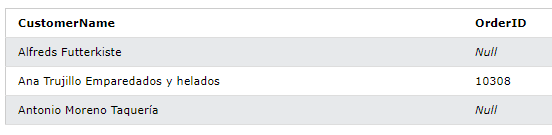 CustomerName OrderID
Alfreds Futterkiste Null
Ana Trujillo Emparedados y helados 10308
Antonio Moreno Taquería Null